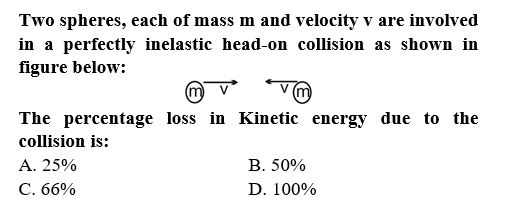 Two spheres, each of mass m and velocity v are involved
in a perfectly inelastic head-on collision as shown in
figure below:
m v v m
The percentage loss in Kinetic energy due to the
collision is:
A. 25% B. 50%
C. 66% D. 100%